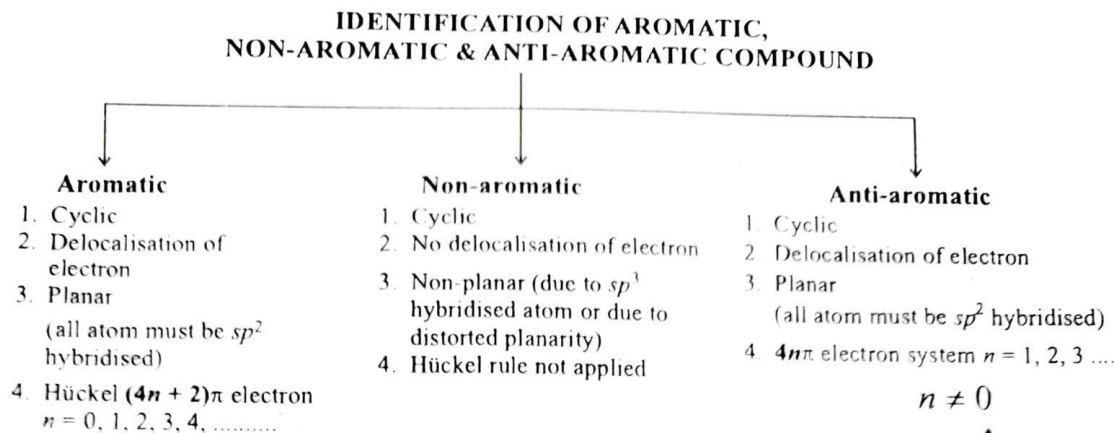 IDENTIFICATION OF AROMATIC,
NON-AROMATIC & ANTI-AROMATIC COMPOUND
Aromatic
1. Cyclic
2. Delocalisation of
electron
3. Planar
(all atom must be sp²
hybridised)
4. Hückel (4n + 2)π electron
n = 0, 1, 2, 3, 4, ..........
Non-aromatic
1. Cyclic
2. No delocalisation of electron
3. Non-planar (due to sp³
hybridised atom or due to
distorted planarity)
4. Hückel rule not applied
Anti-aromatic
1. Cyclic
2. Delocalisation of electron
3. Planar
(all atom must be sp² hybridised)
4. 4nπ electron system n = 1, 2, 3 ....
n ≠ 0